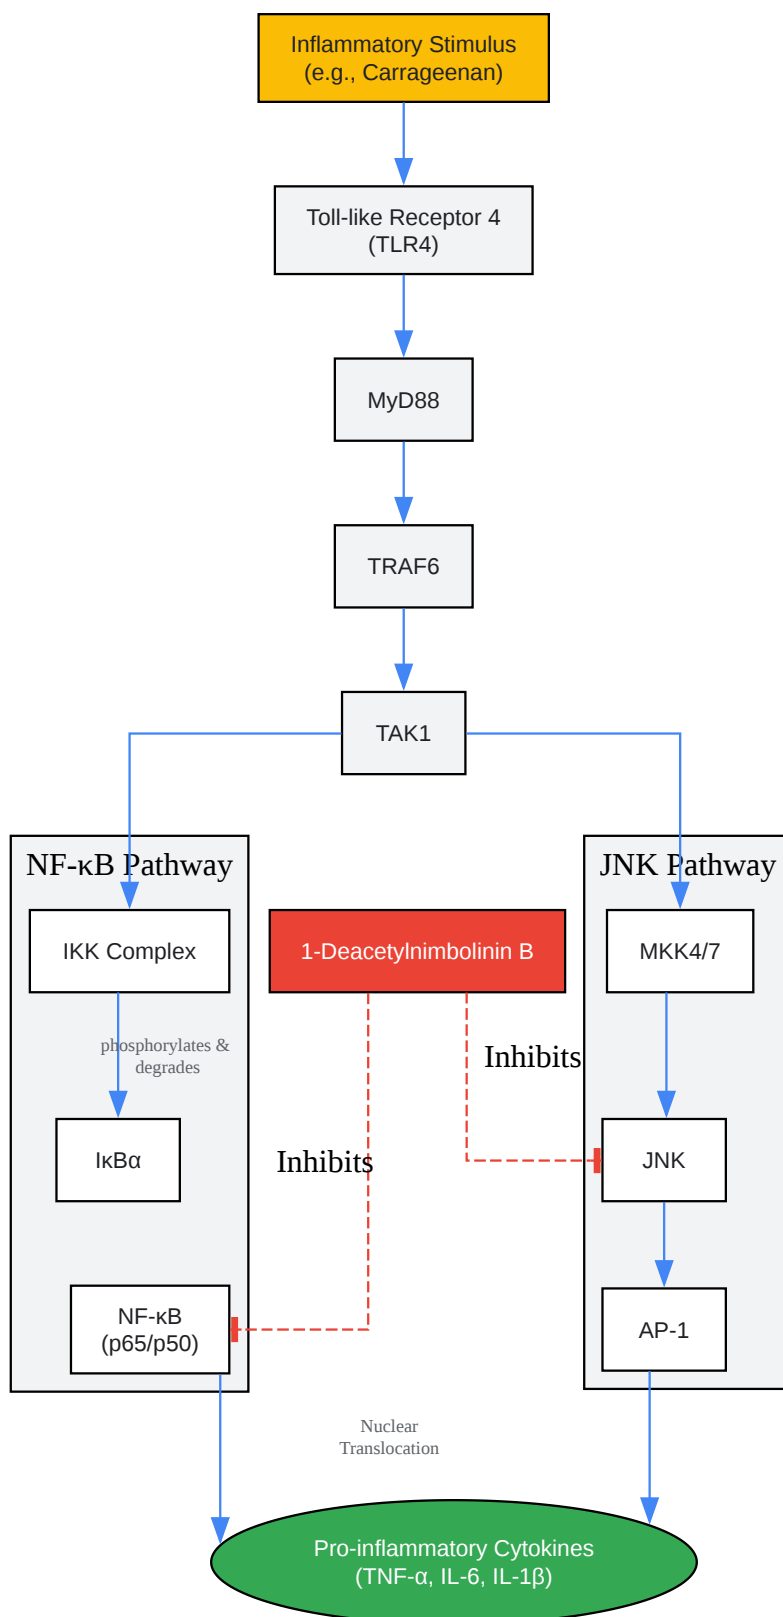 Inflammatory Stimulus
(e.g., Carrageenan)
Toll-like Receptor 4
(TLR4)
MyD88
TRAF6
TAK1
NF-κB Pathway
JNK Pathway
IKK Complex
1-Deacetylnimbolinin B
MKK4/7
phosphorylates &
degrades
Inhibits
IκBα
Inhibits
JNK
NF-κB
(p65/p50)
AP-1
Nuclear
Translocation
Pro-inflammatory Cytokines
(TNF-α, IL-6, IL-1β)